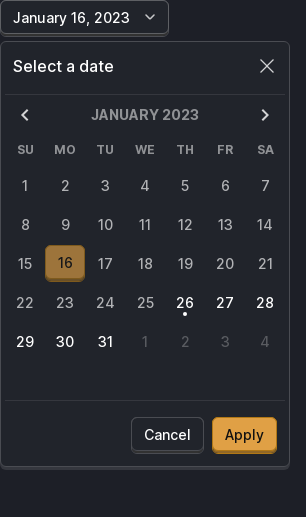 January 16, 2023
Select a date
JANUARY 2023
SU MO TU WE TH FR SA
1 2 3 4 5 6 7
8 9 10 11 12 13 14
15 16 17 18 19 20 21
22 23 24 25 26 27 28
29 30 31 1 2 3 4
Cancel Apply